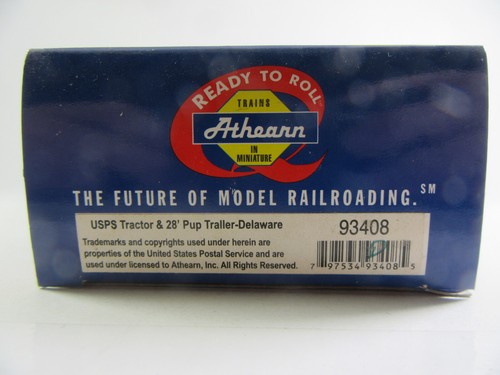 READY TO ROLL
TRAINS
Athearn
IN
MINIATURE
THE FUTURE OF MODEL RAILROADING.SM
USPS Tractor & 28' Pup Traller-Delaware
93408
Trademarks and copyrights used under herein are
properties of the United States Postal Service and are
used under licensed to Athearn, Inc. All Rights Reserved.
7 97534 93408 5